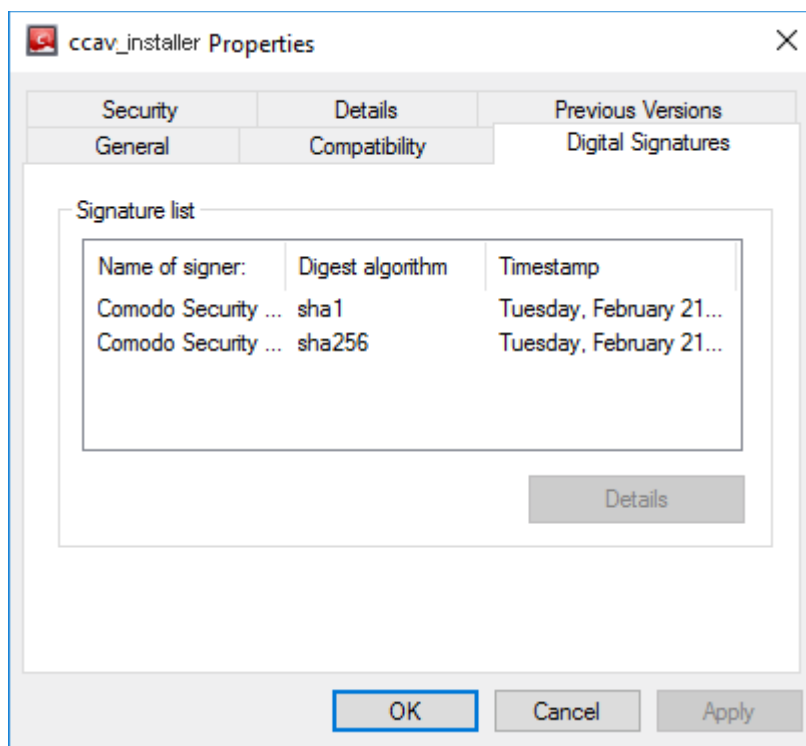 ccav_installer Properties
Security Details Previous Versions
General Compatibility Digital Signatures
Signature list
Name of signer: Digest algorithm Timestamp
Comodo Security ... sha1 Tuesday, February 21...
Comodo Security ... sha256 Tuesday, February 21...
Details
OK Cancel Apply